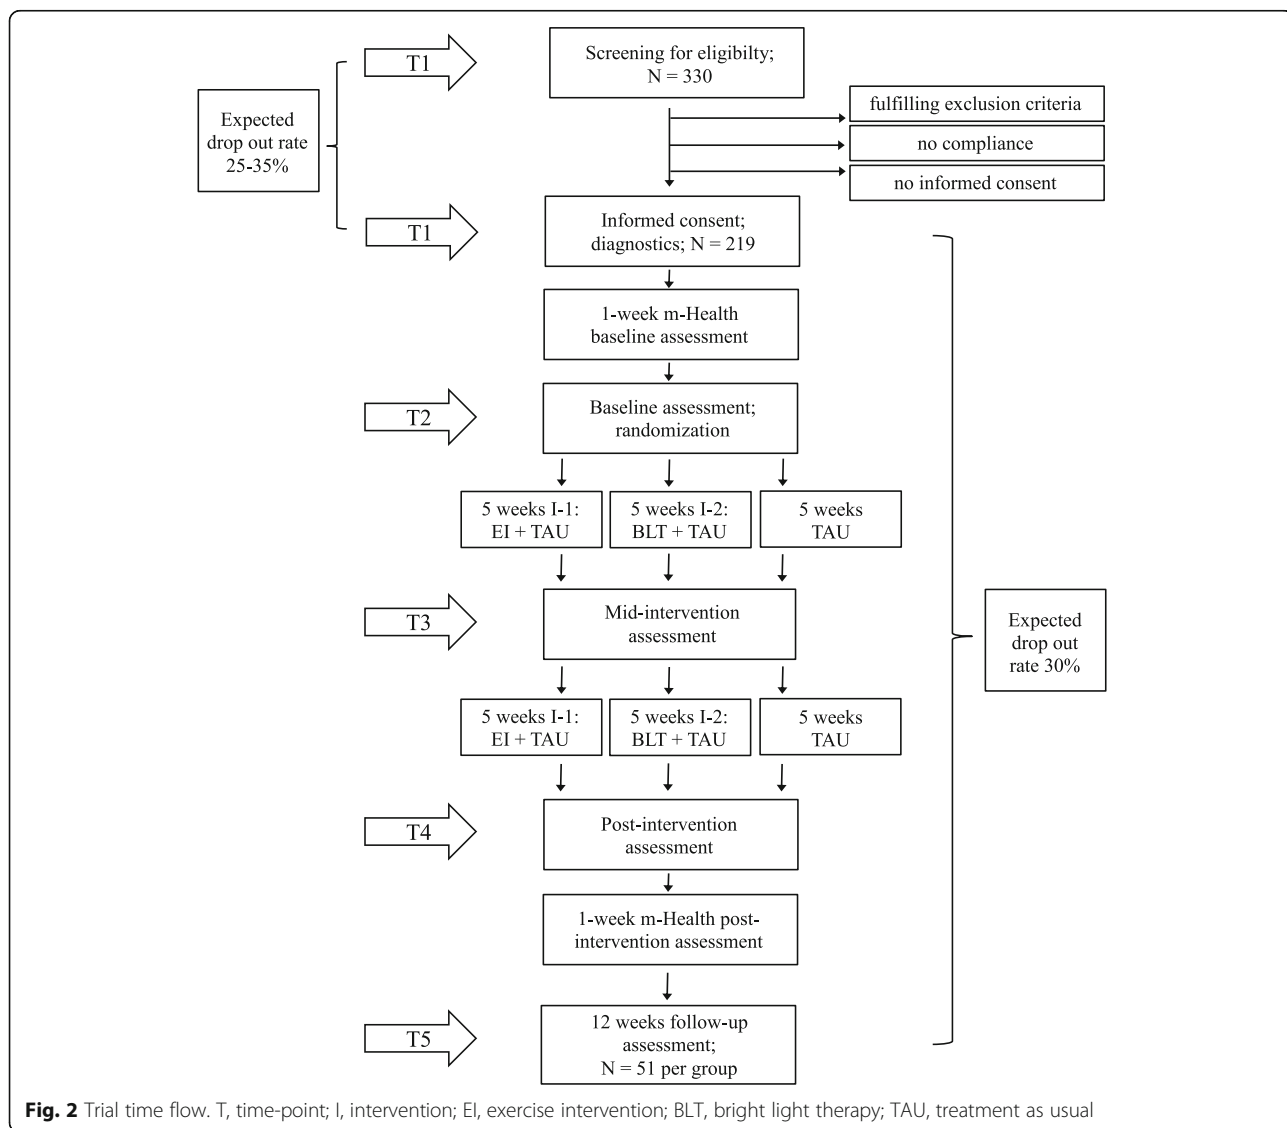 T1
Screening for eligibilty;
N = 330
Expected
drop out rate
25-35%
fulfilling exclusion criteria
no compliance
no informed consent
T1
Informed consent;
diagnostics; N = 219
1-week m-Health
baseline assessment
T2
Baseline assessment;
randomization
5 weeks I-1:
EI + TAU
5 weeks I-2:
BLT + TAU
5 weeks
TAU
T3
Mid-intervention
assessment
Expected
drop out
rate 30%
5 weeks I-1:
EI + TAU
5 weeks I-2:
BLT + TAU
5 weeks
TAU
T4
Post-intervention
assessment
1-week m-Health post-
intervention assessment
T5
12 weeks follow-up
assessment;
N = 51 per group
Fig. 2 Trial time flow. T, time-point; I, intervention; EI, exercise intervention; BLT, bright light therapy; TAU, treatment as usual